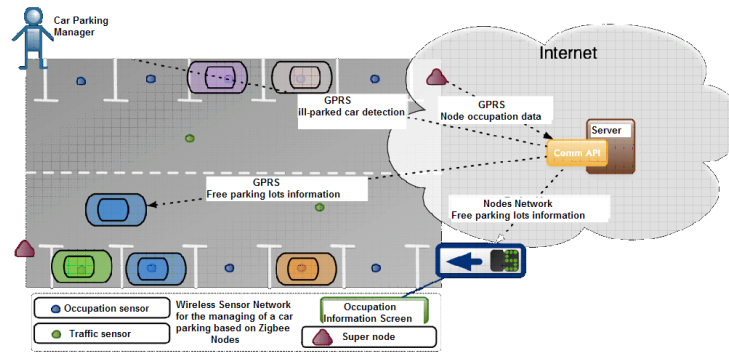 Car Parking
Manager
Internet
GPRS
ill-parked car detection
GPRS
Node occupation data
Server
Comm API
GPRS
Free parking lots information
Nodes Network
Free parking lots information
Occupation sensor
Traffic sensor
Wireless Sensor Network
for the managing of a car
parking based on Zigbee
Nodes
Occupation
Information Screen
Super node